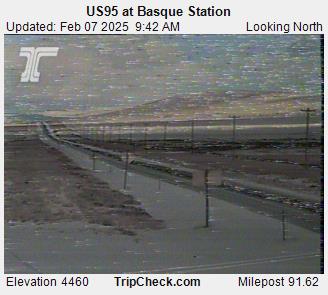 US95 at Basque Station
Updated: Feb 07 2025 9:42 AM Looking North
Elevation 4460 TripCheck.com Milepost 91.62